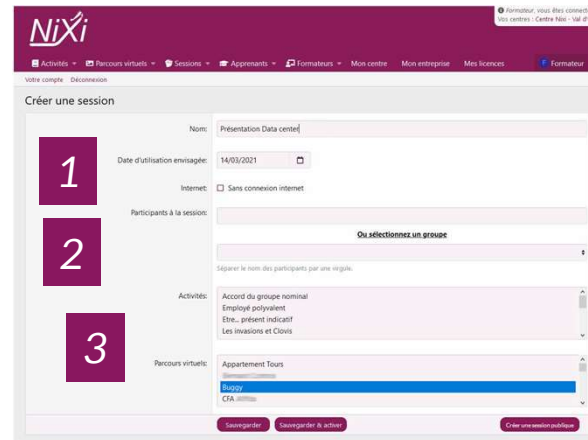 NiXi
Formateur, vous êtes connecté
Vos centres : Centre Nixi - Val d'
Activités Parcours virtuels Sessions Apprenants Formateurs Mon centre Mon entreprise Mes licences F Formateur
Votre compte Déconnexion
Créer une session
Nom: Présentation Data center
1
Date d'utilisation envisagée: 14/03/2021
Internet: Sans connexion internet
Participants à la session:
Ou sélectionnez un groupe
2
Séparer le nom des participants par une virgule.
Activités: Accord du groupe nominal
Employé polyvalent
Etre... présent indicatif
Les invasions et Clovis
3
Parcours virtuels: Appartement Tours
Buggy
CFA
Sauvegarder Sauvegarder & activer Créer une session publique